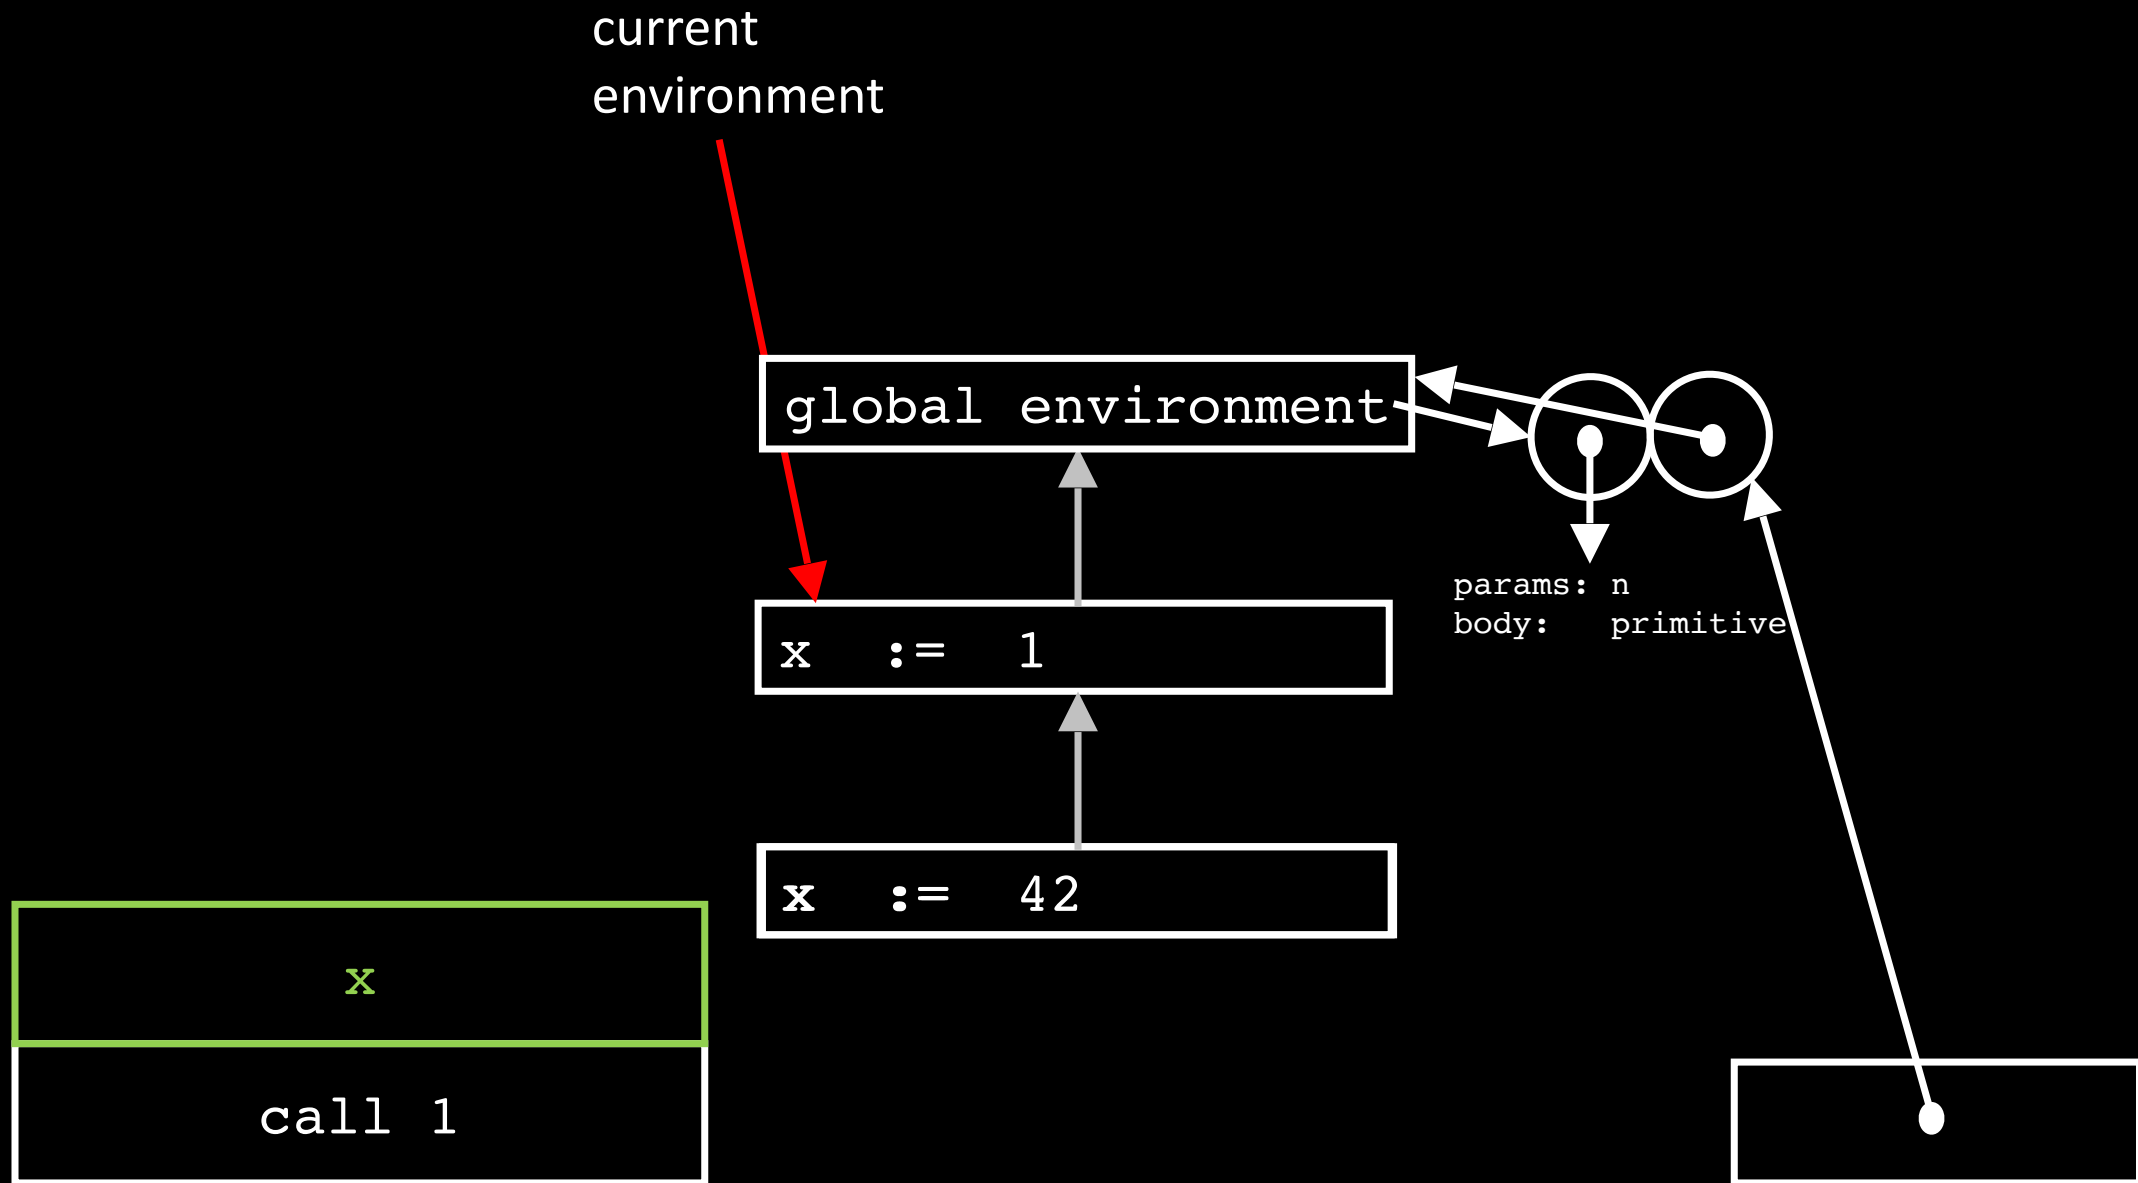 current
environment
global environment
params: n
body: primitive
x := 1
x := 42
x
call 1